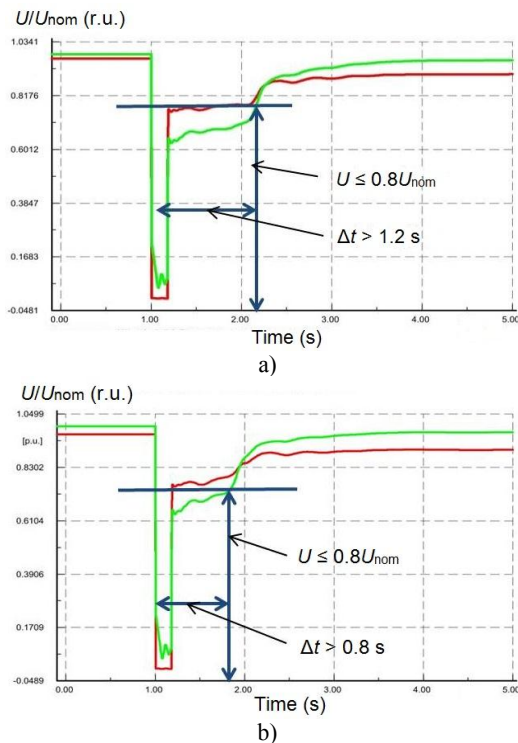 U/Unom (r.u.)
1.0341
0.8176
0.6012
0.3847
0.1683
-0.0481
U ≤ 0.8Unom
Δt > 1.2 s
-0.00 1.00 2.00 3.00 4.00 5.00
Time (s)
a)
U/Unom (r.u.)
1.0499
[p.u.]
0.8302
0.6104
0.3906
0.1709
-0.0489
U ≤ 0.8Unom
Δt > 0.8 s
-0.00 1.00 2.00 3.00 4.00 5.00
Time (s)
b)